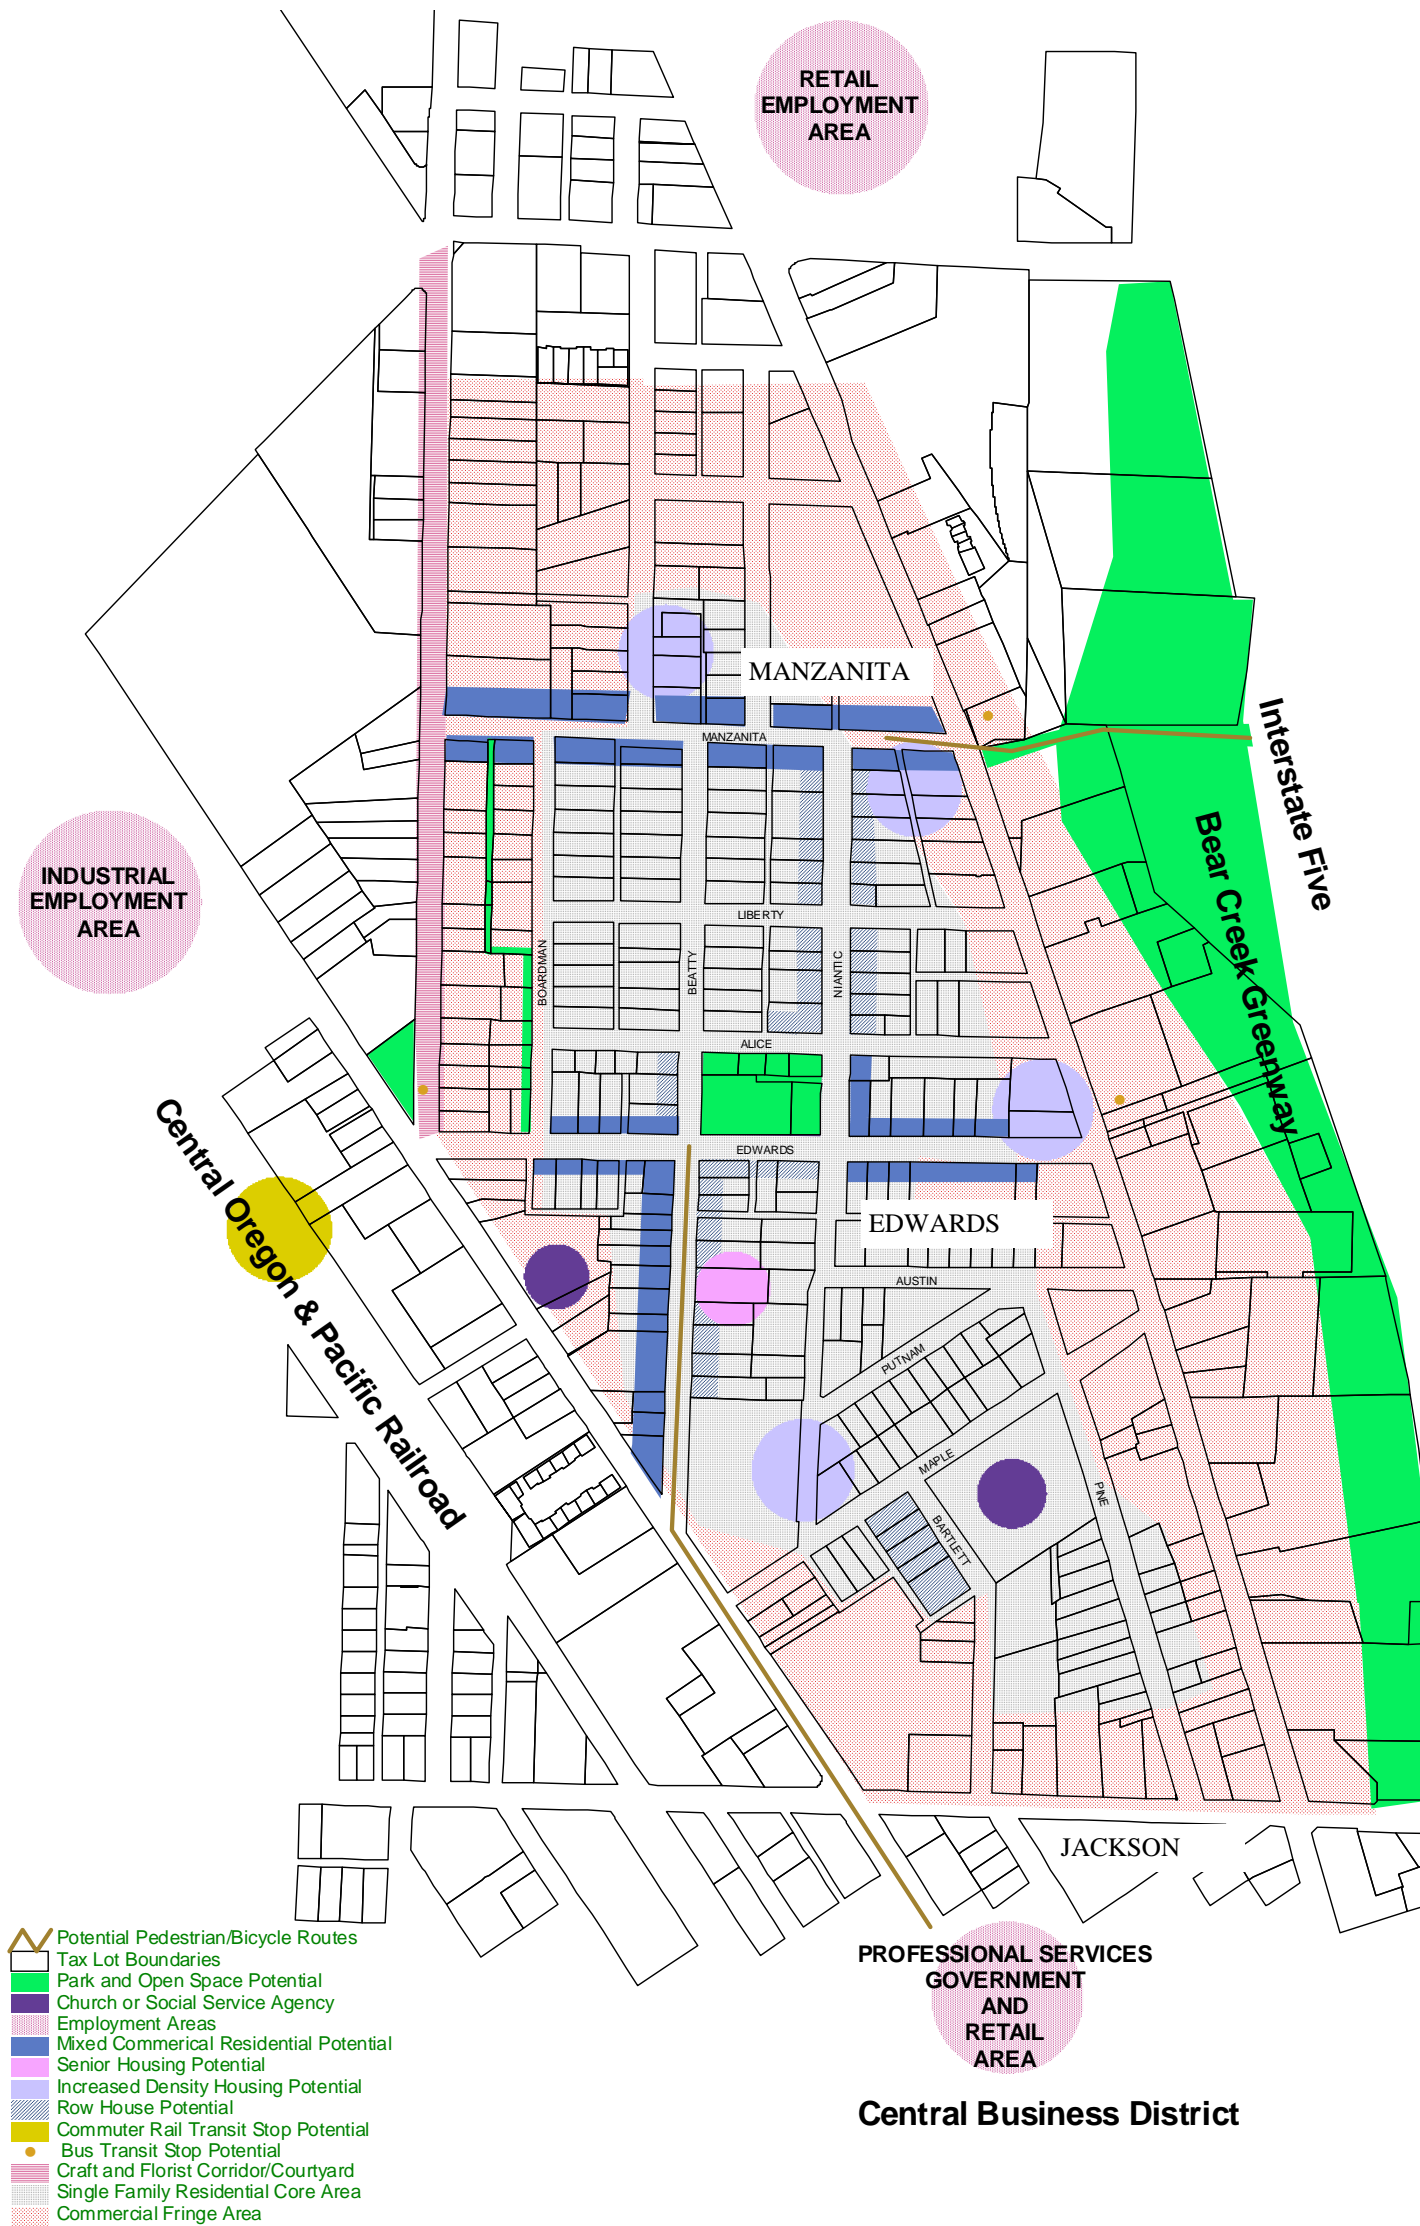 RETAIL
EMPLOYMENT
AREA
MANZANITA
MANZANITA
Interstate Five
Bear Creek Greenway
INDUSTRIAL
EMPLOYMENT
AREA
LIBERTY
BOARDMAN
BEATTY
NIANTIC
ALICE
EDWARDS
EDWARDS
Central Oregon & Pacific Railroad
AUSTIN
PUTNAM
MAPLE
BARTLETT
PINE
JACKSON
PROFESSIONAL SERVICES
GOVERNMENT
AND
RETAIL
AREA
Central Business District
Potential Pedestrian/Bicycle Routes
Tax Lot Boundaries
Park and Open Space Potential
Church or Social Service Agency
Employment Areas
Mixed Commerical Residential Potential
Senior Housing Potential
Increased Density Housing Potential
Row House Potential
Commuter Rail Transit Stop Potential
Bus Transit Stop Potential
Craft and Florist Corridor/Courtyard
Single Family Residential Core Area
Commercial Fringe Area